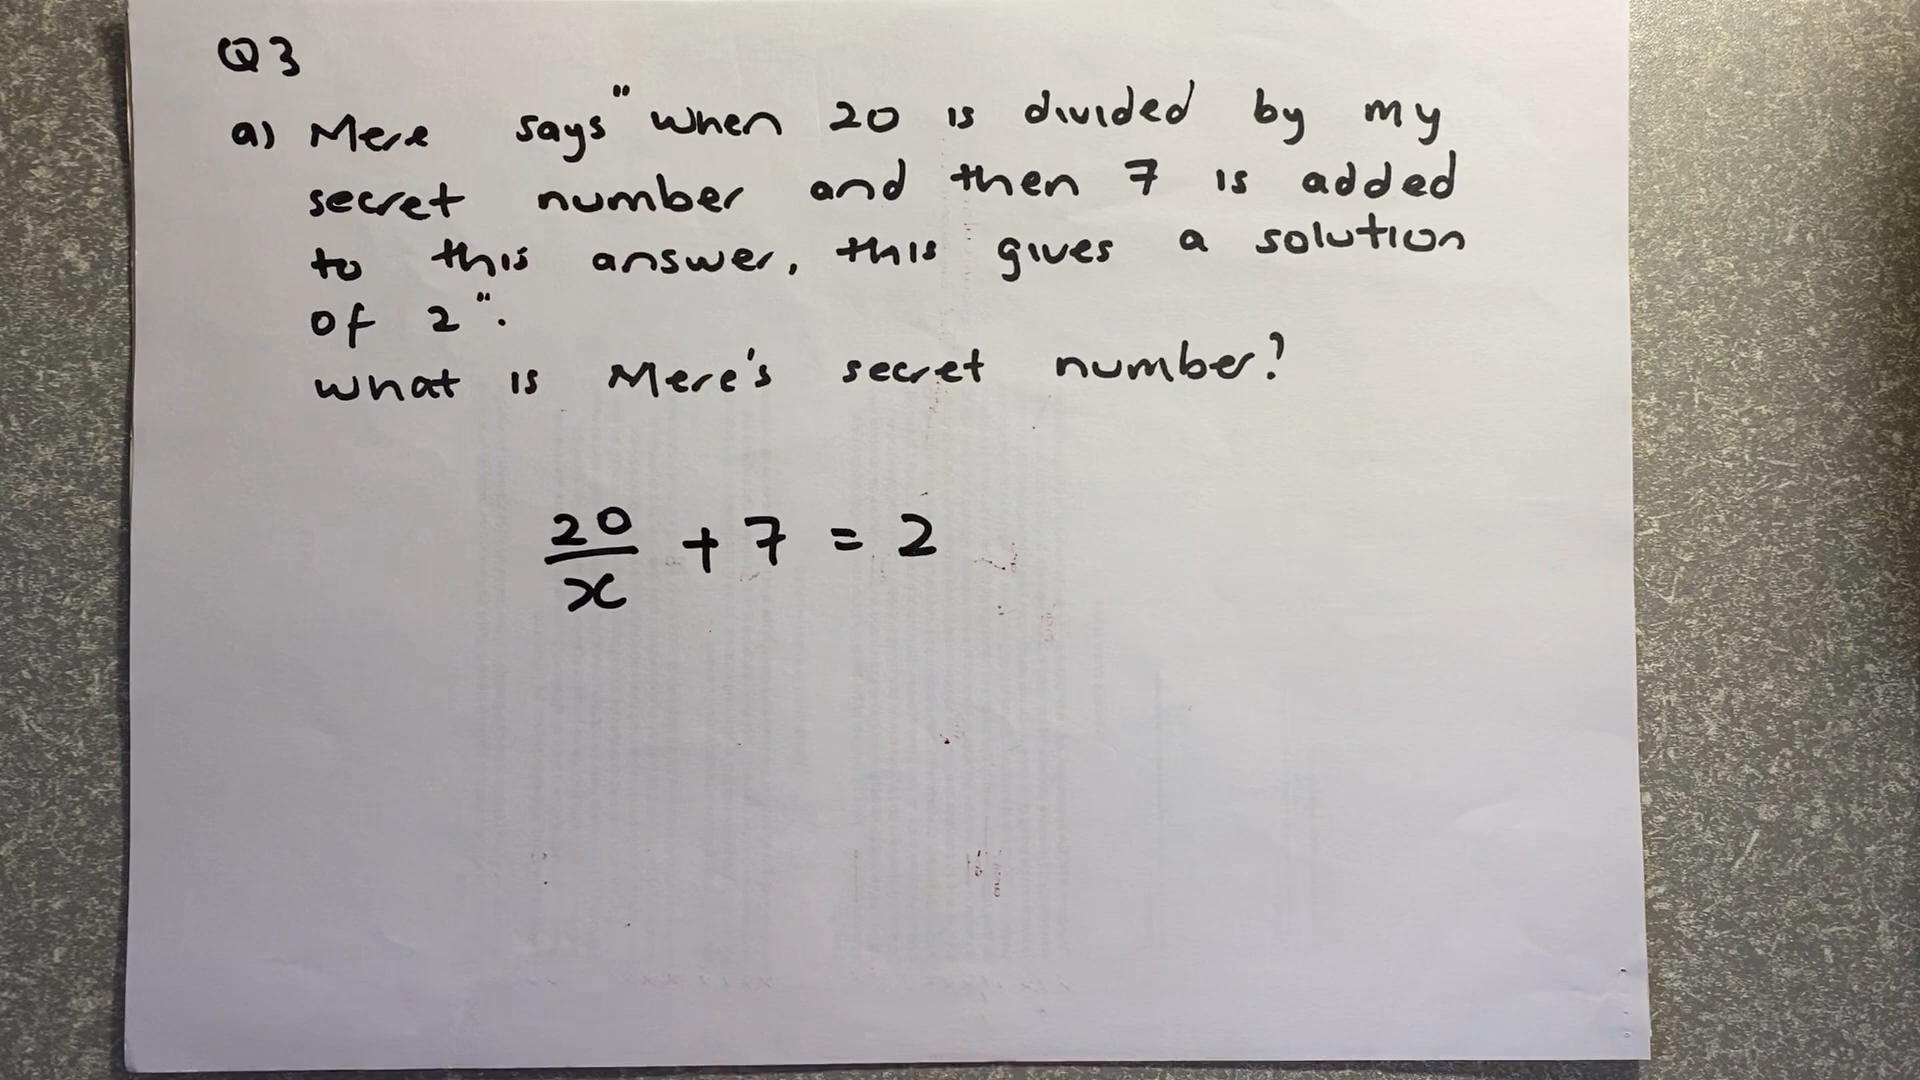 Q3
a) Mere says "when 20 is divided by my
secret number and then 7 is added
to this answer, this gives a solution
of 2".
what is Mere's secret number?
20/x + 7 = 2